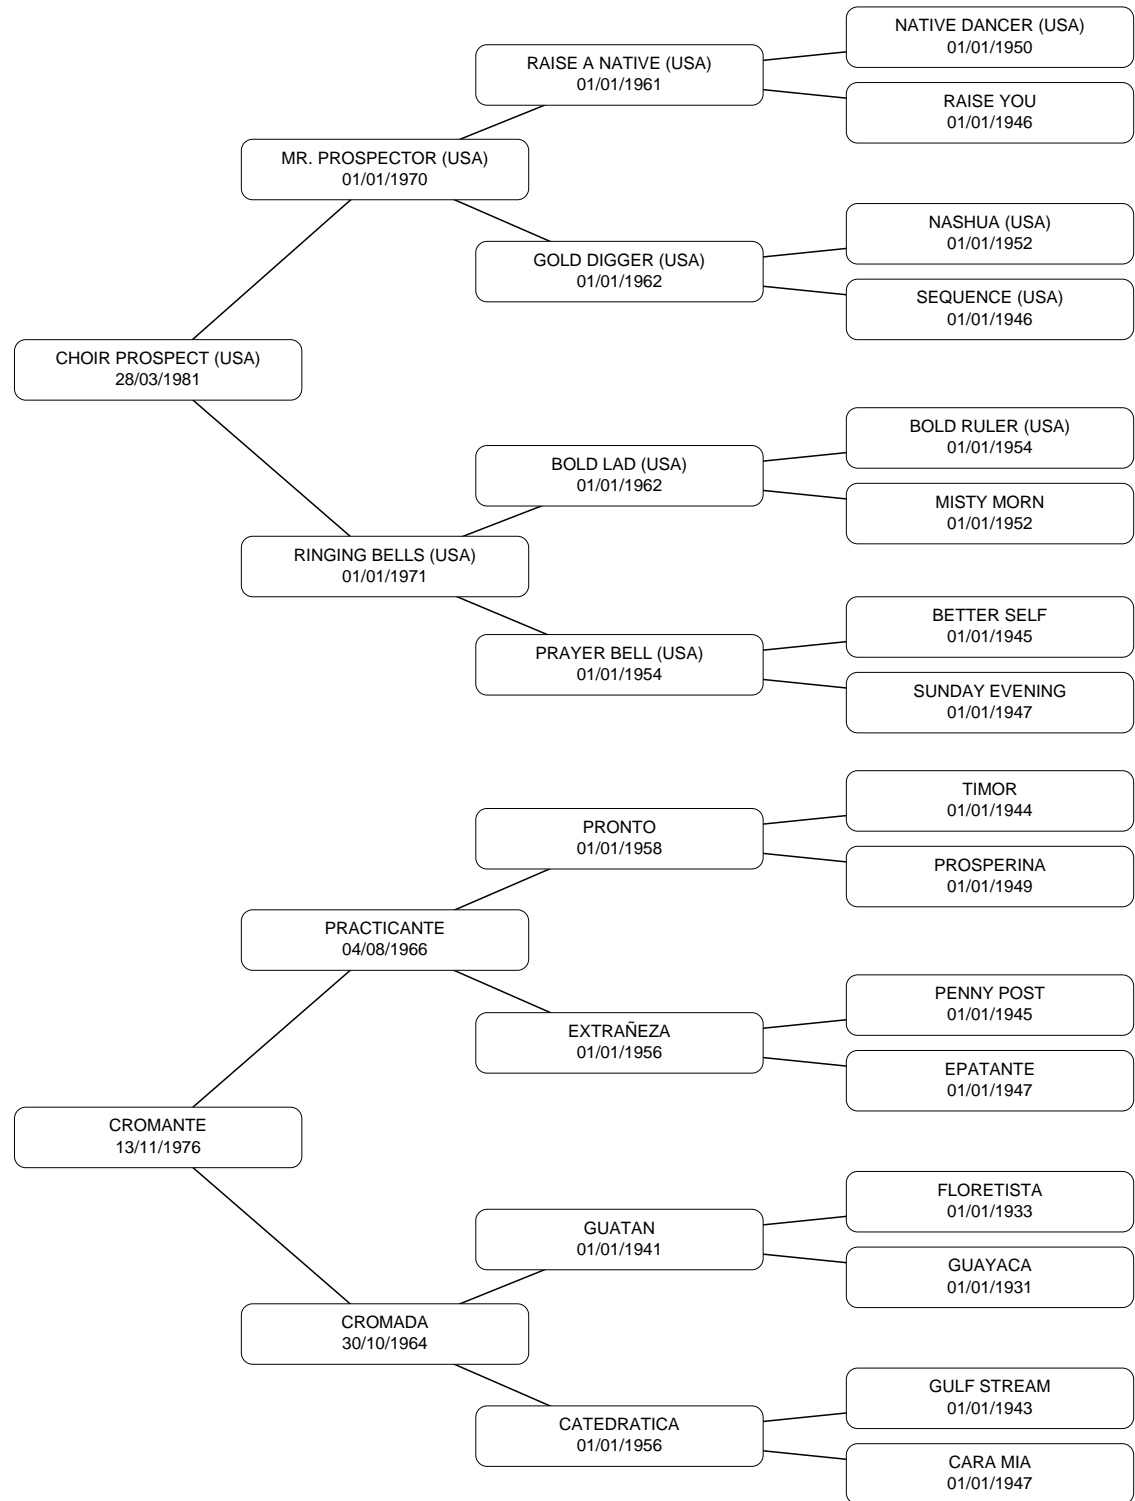 NATIVE DANCER (USA)
01/01/1950
RAISE A NATIVE (USA)
01/01/1961
RAISE YOU
01/01/1946
MR. PROSPECTOR (USA)
01/01/1970
NASHUA (USA)
01/01/1952
GOLD DIGGER (USA)
01/01/1962
SEQUENCE (USA)
01/01/1946
CHOIR PROSPECT (USA)
28/03/1981
BOLD RULER (USA)
01/01/1954
BOLD LAD (USA)
01/01/1962
MISTY MORN
01/01/1952
RINGING BELLS (USA)
01/01/1971
BETTER SELF
01/01/1945
PRAYER BELL (USA)
01/01/1954
SUNDAY EVENING
01/01/1947
TIMOR
01/01/1944
PRONTO
01/01/1958
PROSPERINA
01/01/1949
PRACTICANTE
04/08/1966
PENNY POST
01/01/1945
EXTRAÑEZA
01/01/1956
EPATANTE
01/01/1947
CROMANTE
13/11/1976
FLORETISTA
01/01/1933
GUATAN
01/01/1941
GUAYACA
01/01/1931
CROMADA
30/10/1964
GULF STREAM
01/01/1943
CATEDRATICA
01/01/1956
CARA MIA
01/01/1947